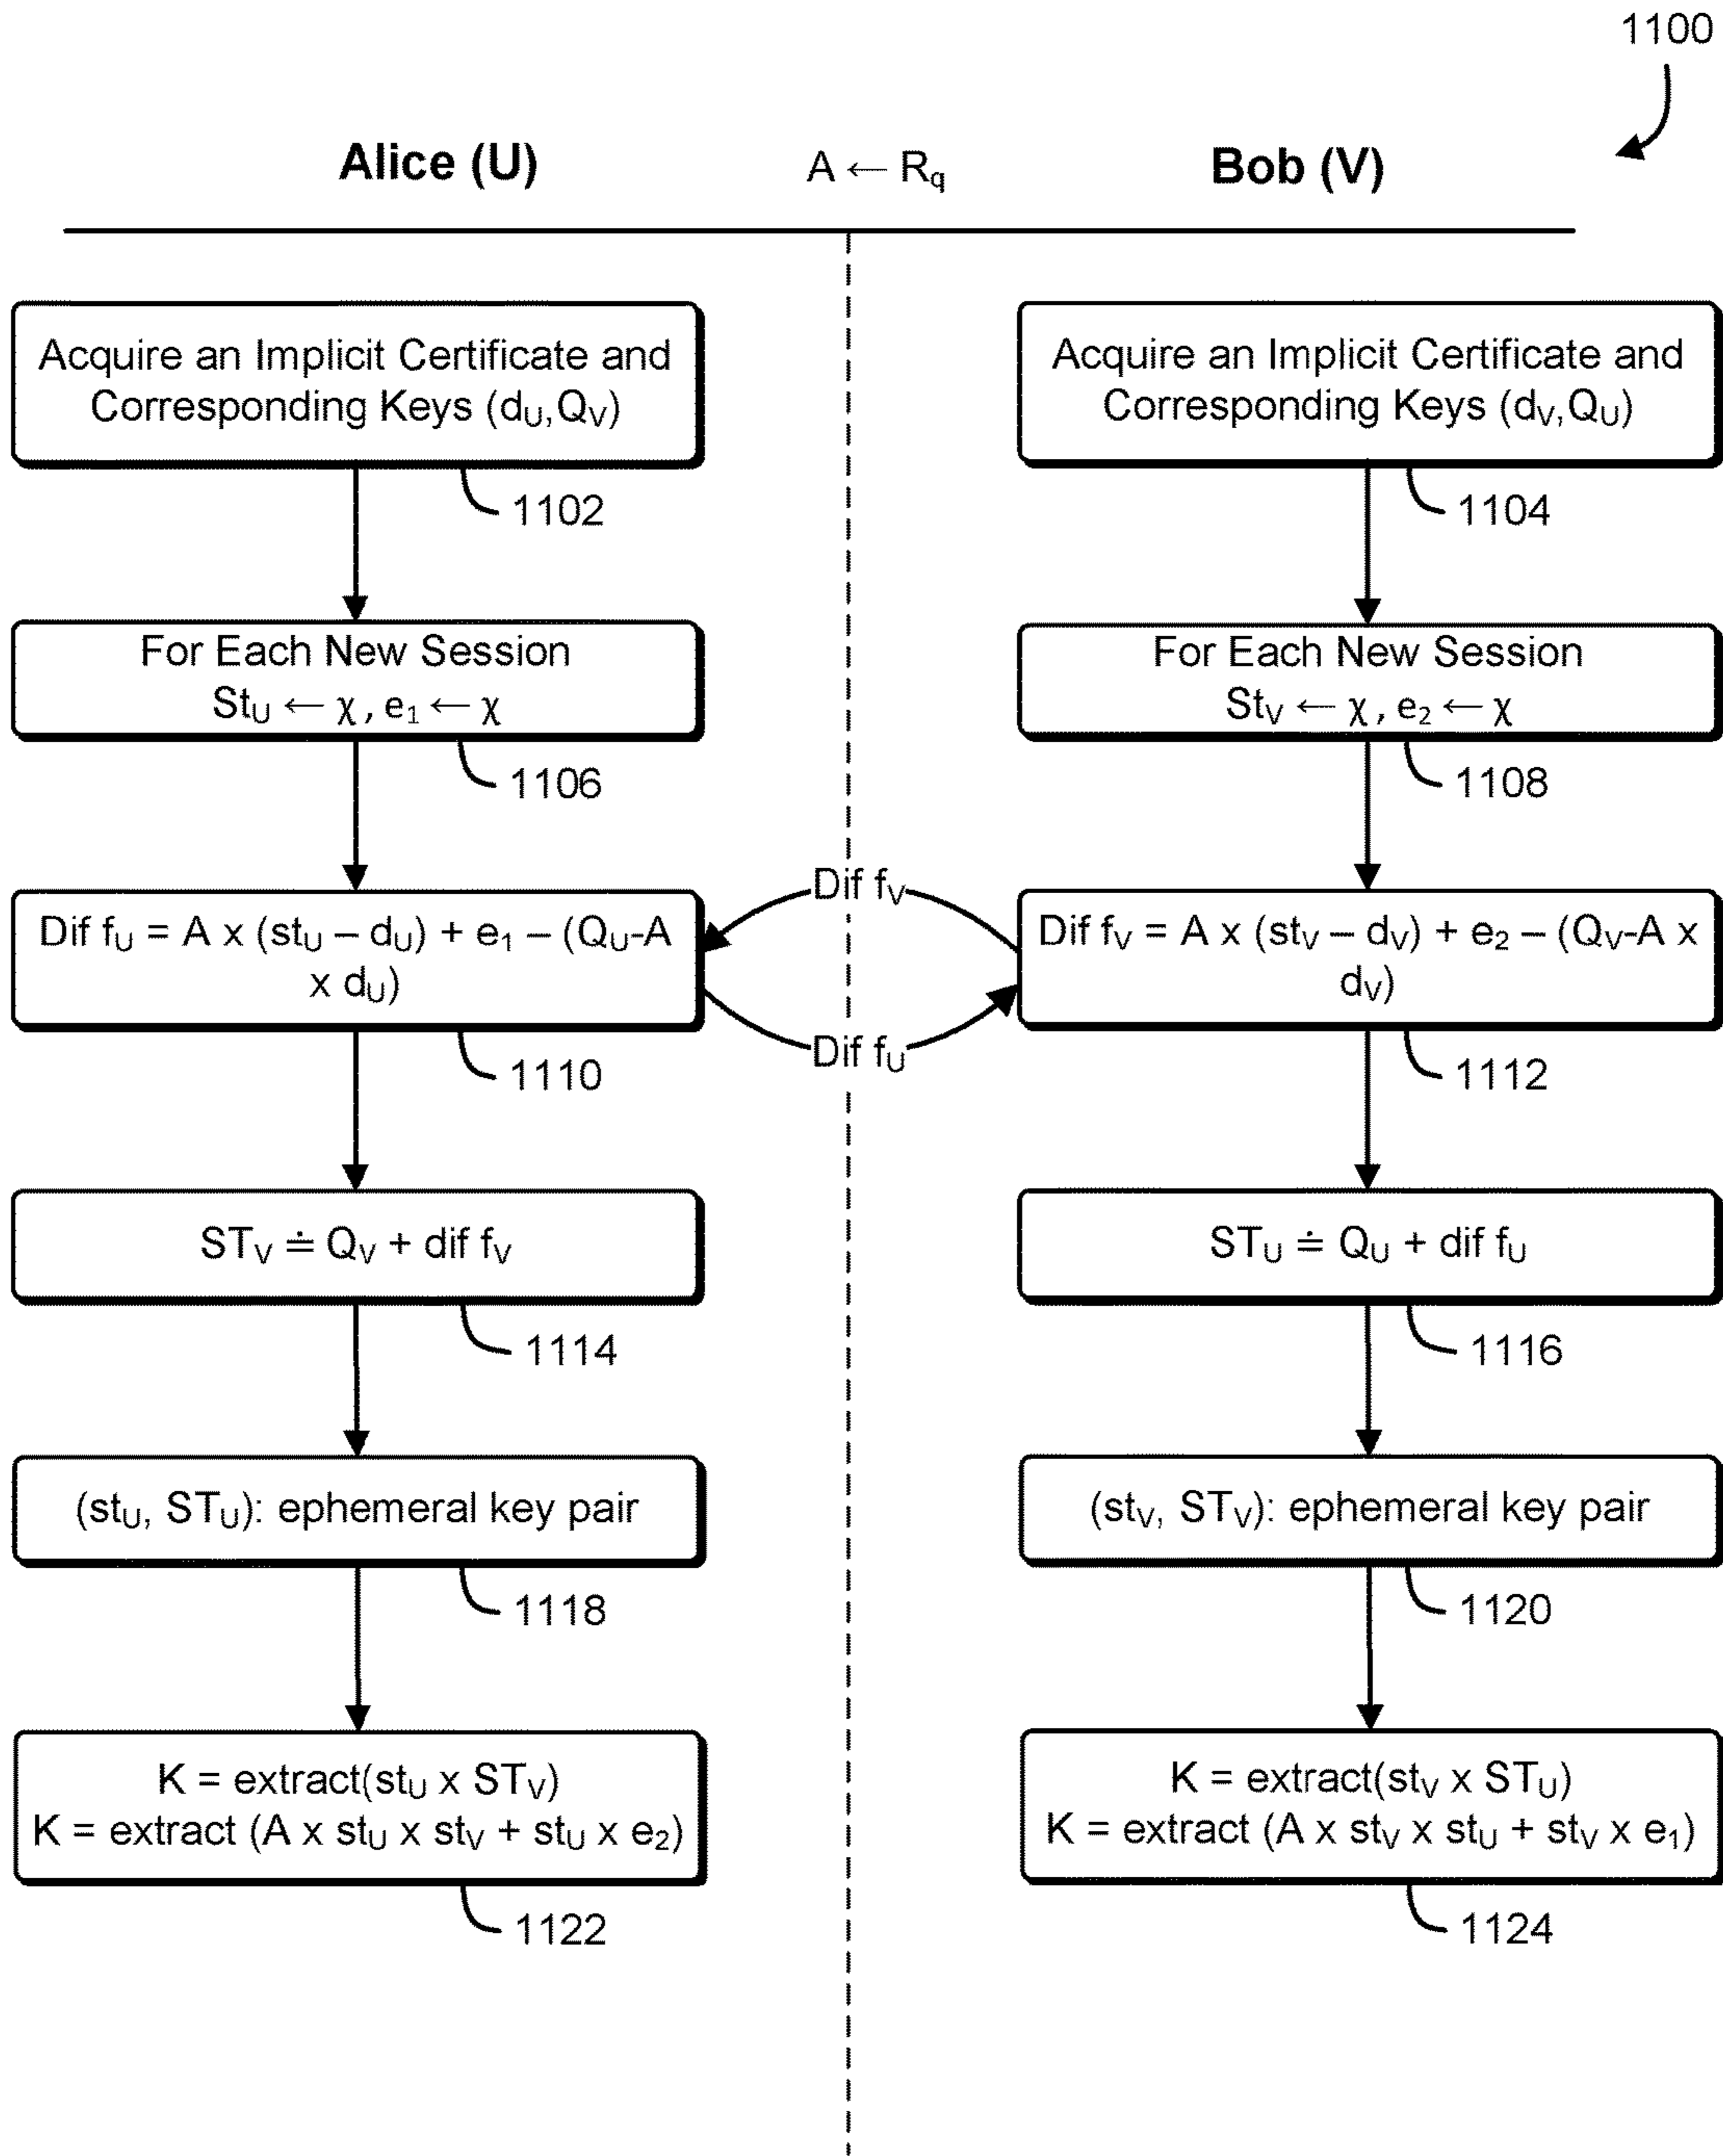 1100
Alice (U)
A ← Rq
Bob (V)
Acquire an Implicit Certificate and
Corresponding Keys (dU,QV)
1102
Acquire an Implicit Certificate and
Corresponding Keys (dV,QU)
1104
For Each New Session
StU ← χ , e1 ← χ
1106
For Each New Session
StV ← χ , e2 ← χ
1108
Dif fV
Dif fU = A x (stU – dU) + e1 – (QU-A
x dU)
1110
Dif fU
Dif fV = A x (stV – dV) + e2 – (QV-A x
dV)
1112
STV ≐ QV + dif fV
1114
STU ≐ QU + dif fU
1116
(stU, STU): ephemeral key pair
1118
(stV, STV): ephemeral key pair
1120
K = extract(stU x STV)
K = extract (A x stU x stV + stU x e2)
1122
K = extract(stV x STU)
K = extract (A x stV x stU + stV x e1)
1124